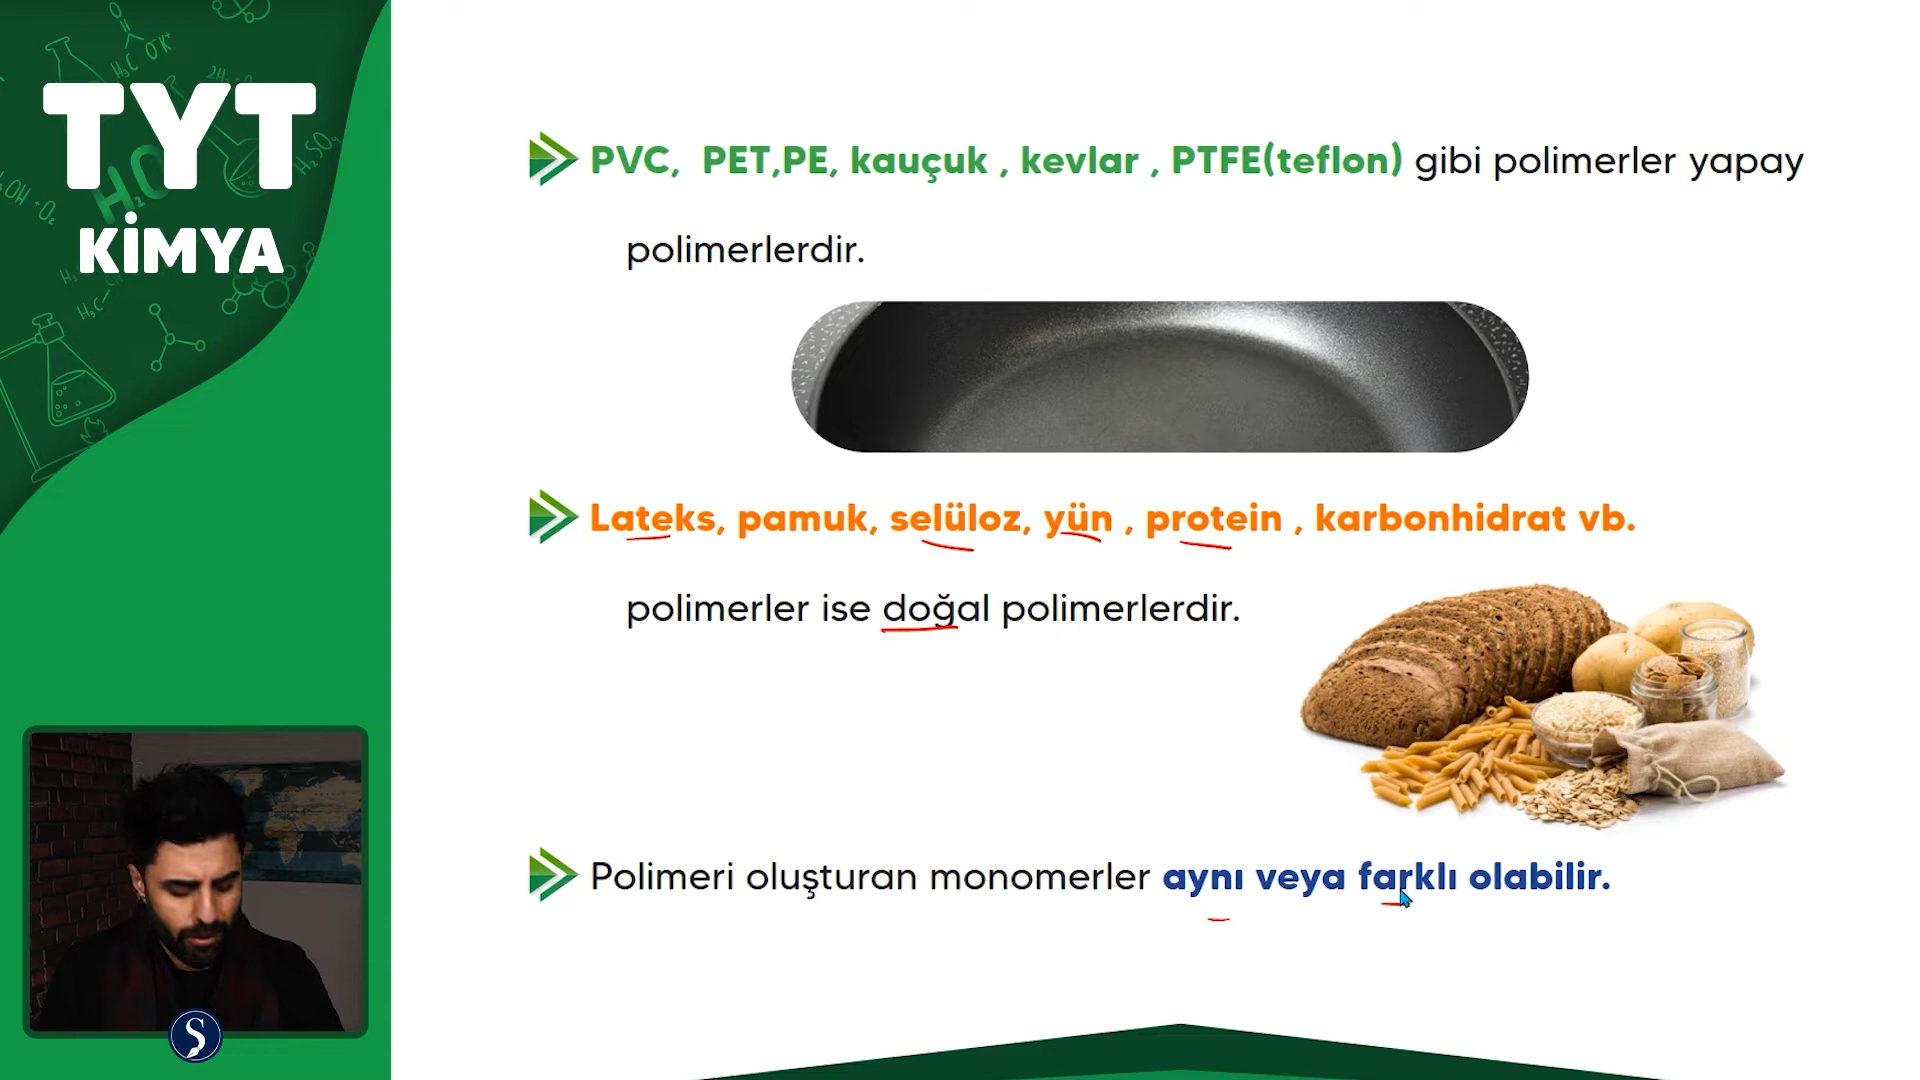 TYT
KİMYA
PVC, PET,PE, kauçuk , kevlar , PTFE(teflon) gibi polimerler yapay
polimerlerdir.
Lateks, pamuk, selüloz, yün , protein , karbonhidrat vb.
polimerler ise doğal polimerlerdir.
Polimeri oluşturan monomerler aynı veya farklı olabilir.